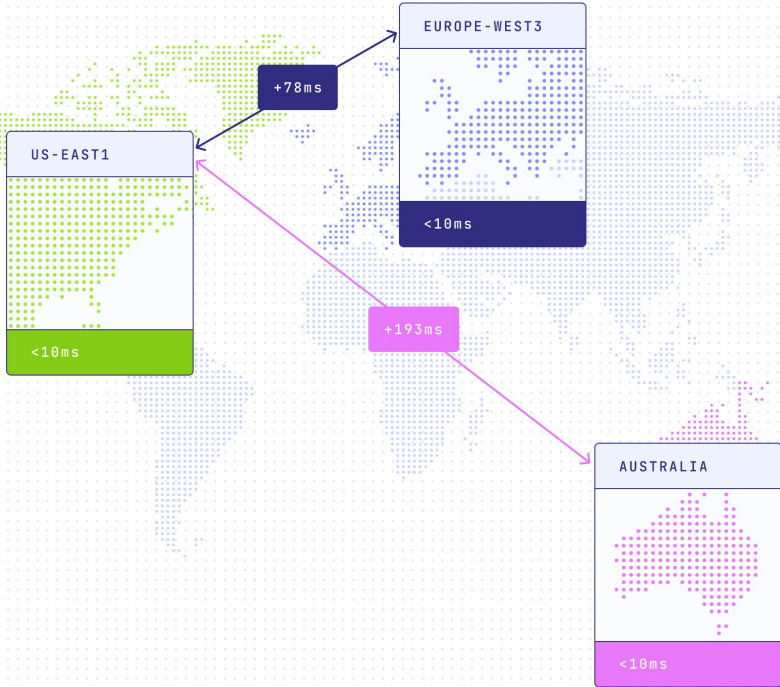 EUROPE-WEST3
+78ms
US-EAST1
<10ms
+193ms
<10ms
AUSTRALIA
<10ms